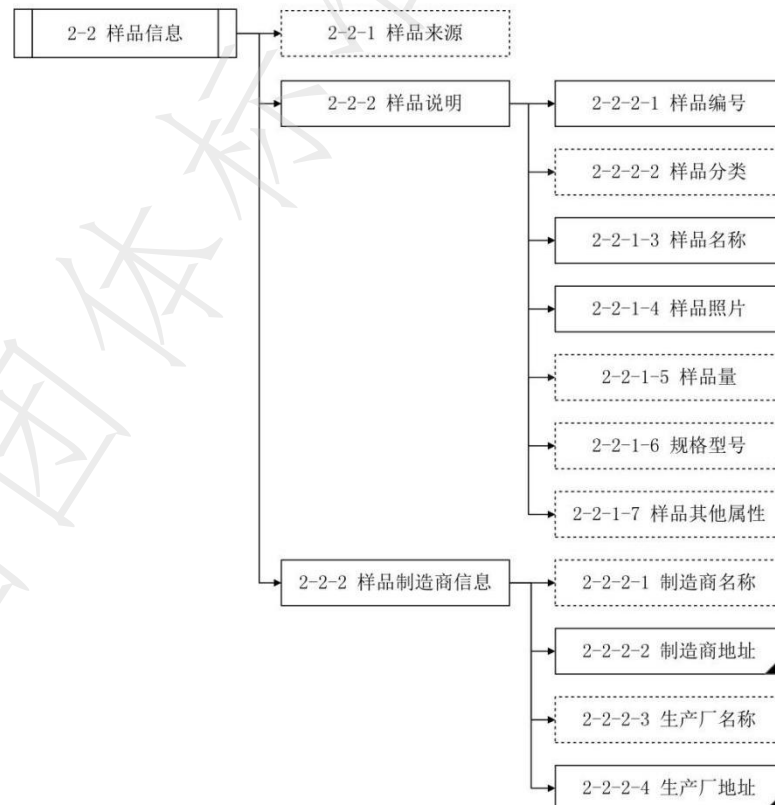 2-2 样品信息
2-2-1 样品来源
2-2-2 样品说明
2-2-2-1 样品编号
2-2-2-2 样品分类
2-2-1-3 样品名称
2-2-1-4 样品照片
2-2-1-5 样品量
2-2-1-6 规格型号
2-2-1-7 样品其他属性
2-2-2 样品制造商信息
2-2-2-1 制造商名称
2-2-2-2 制造商地址
2-2-2-3 生产厂名称
2-2-2-4 生产厂地址
团体标